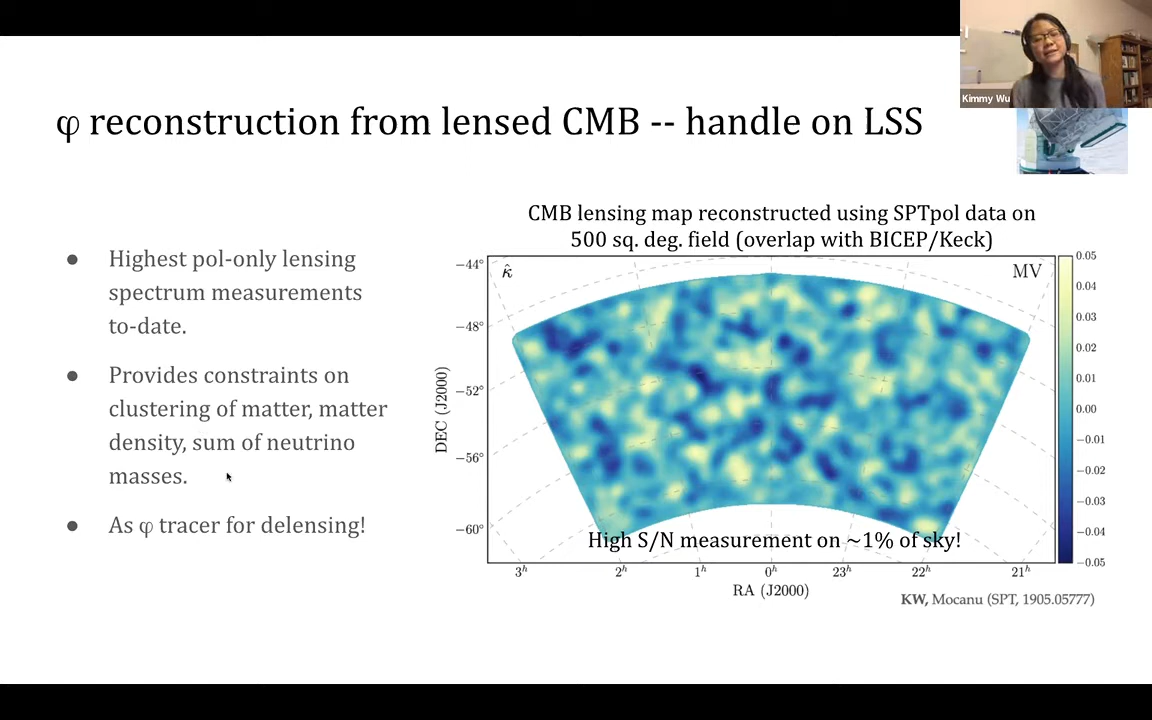 Kimmy Wu
φ reconstruction from lensed CMB -- handle on LSS
● Highest pol-only lensing
spectrum measurements
to-date.
● Provides constraints on
clustering of matter, matter
density, sum of neutrino
masses.
● As φ tracer for delensing!
CMB lensing map reconstructed using SPTpol data on
500 sq. deg. field (overlap with BICEP/Keck)
κ̂
MV
−44°
−48°
−52°
−56°
−60°
DEC (J2000)
High S/N measurement on ~1% of sky!
3ʰ 2ʰ 1ʰ 0ʰ 23ʰ 22ʰ 21ʰ
RA (J2000)
0.05
0.04
0.03
0.02
0.01
0.00
−0.01
−0.02
−0.03
−0.04
−0.05
KW, Mocanu (SPT, 1905.05777)